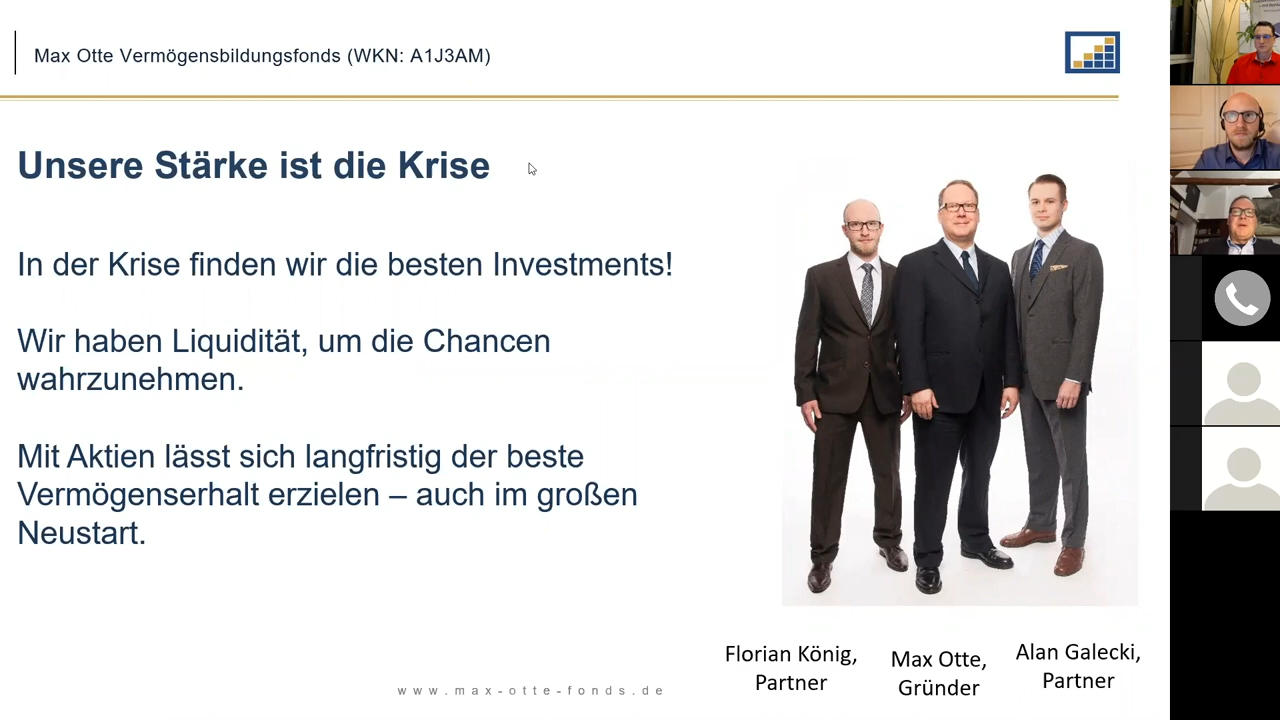 Max Otte Vermögensbildungsfonds (WKN: A1J3AM)
Unsere Stärke ist die Krise
In der Krise finden wir die besten Investments!
Wir haben Liquidität, um die Chancen
wahrzunehmen.
Mit Aktien lässt sich langfristig der beste
Vermögenserhalt erzielen – auch im großen
Neustart.
Florian König,
Partner
Max Otte,
Gründer
Alan Galecki,
Partner
www.max-otte-fonds.de